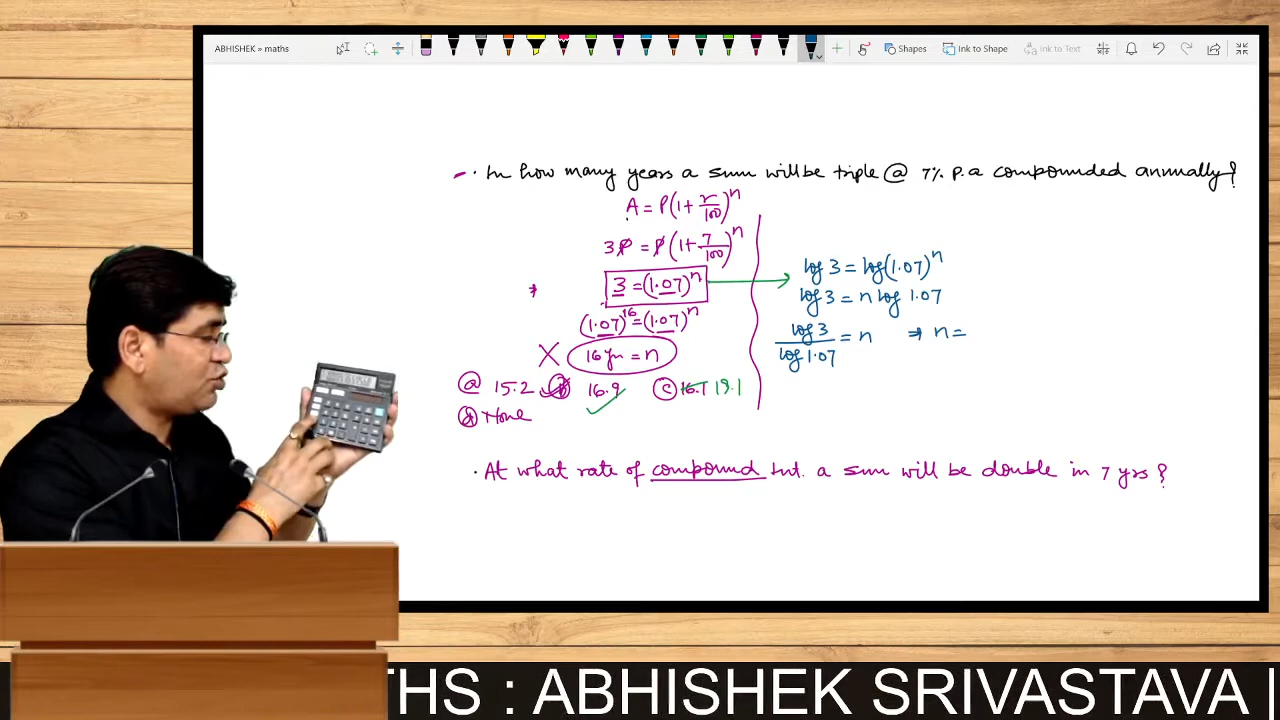 ABHISHEK » maths
Shapes
Ink to Shape
Ink to Text
· In how many years a sum will be triple @ 7% p.a compounded annually?
A = P(1+ r/100)^n
3P = P(1+ 7/100)^n
3 = (1.07)^n
(1.07)^16 = (1.07)^n
16 yrs = n
(a) 15.2 (b) 16.9 (c) 16.1 19.1
(d) None
log 3 = log(1.07)^n
log 3 = n log 1.07
log 3 / log 1.07 = n ⇒ n =
· At what rate of compound Int. a sum will be double in 7 yrs?
THS : ABHISHEK SRIVASTAVA |